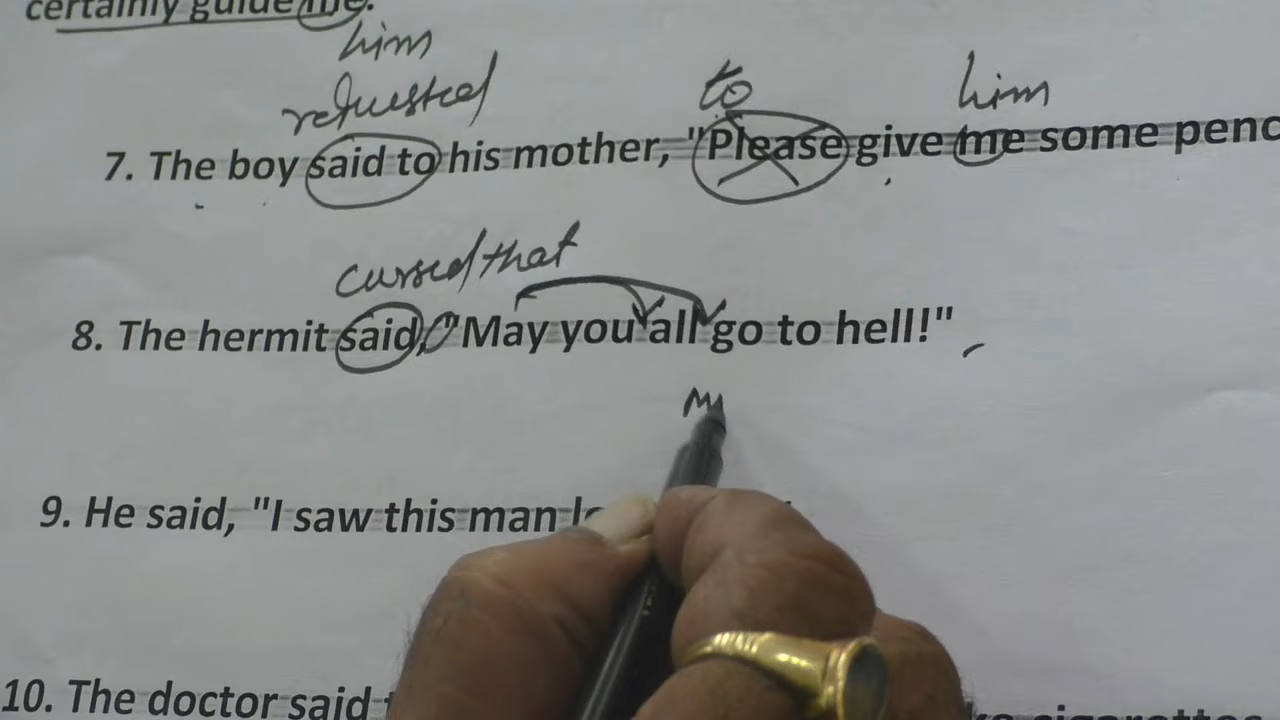 certainly guide me.
him
requested to him
7. The boy said to his mother, "Please give me some penc
cursed that
8. The hermit said, "May you all go to hell!"
9. He said, "I saw this man
10. The doctor said cigarettes